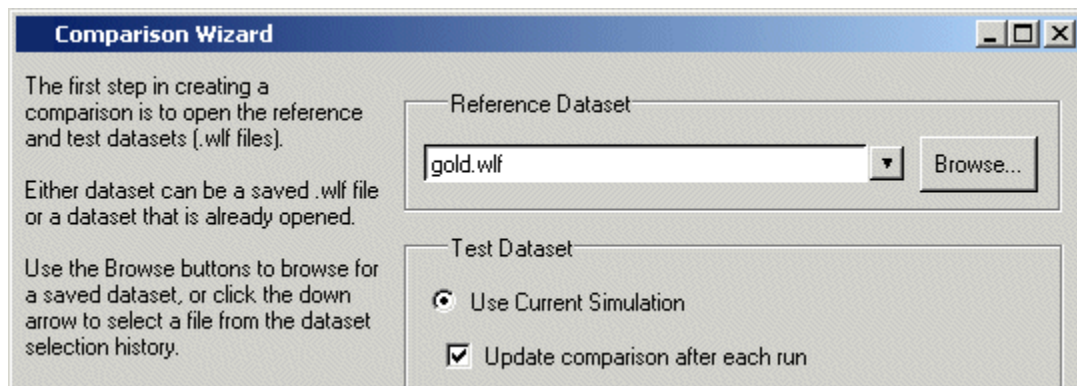 Comparison Wizard
The first step in creating a
comparison is to open the reference
and test datasets (.wlf files).
Either dataset can be a saved .wlf file
or a dataset that is already opened.
Use the Browse buttons to browse for
a saved dataset, or click the down
arrow to select a file from the dataset
selection history.
Reference Dataset
gold.wlf
Browse...
Test Dataset
Use Current Simulation
Update comparison after each run